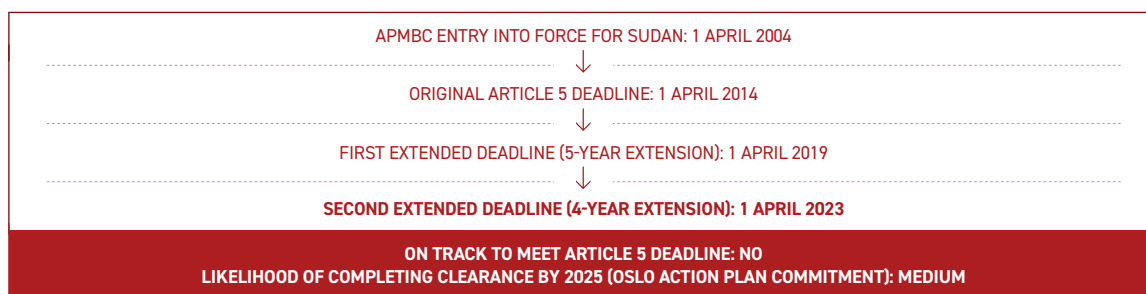 APMBC ENTRY INTO FORCE FOR SUDAN: 1 APRIL 2004
ORIGINAL ARTICLE 5 DEADLINE: 1 APRIL 2014
FIRST EXTENDED DEADLINE (5-YEAR EXTENSION): 1 APRIL 2019
SECOND EXTENDED DEADLINE (4-YEAR EXTENSION): 1 APRIL 2023
ON TRACK TO MEET ARTICLE 5 DEADLINE: NO
LIKELIHOOD OF COMPLETING CLEARANCE BY 2025 (OSLO ACTION PLAN COMMITMENT): MEDIUM